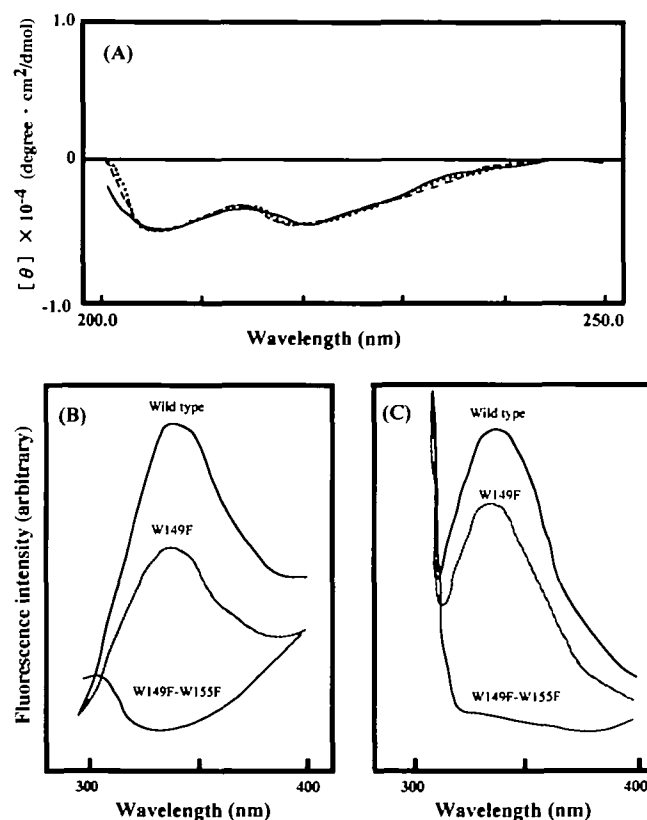 (A)
1.0
0
-1.0
[θ] × 10⁻⁴ (degree · cm²/dmol)
200.0
250.0
Wavelength (nm)
(B)
Wild type
W149F
W149F-W155F
Fluorescence intensity (arbitrary)
300
400
Wavelength (nm)
(C)
Wild type
W149F
W149F-W155F
300
400
Wavelength (nm)